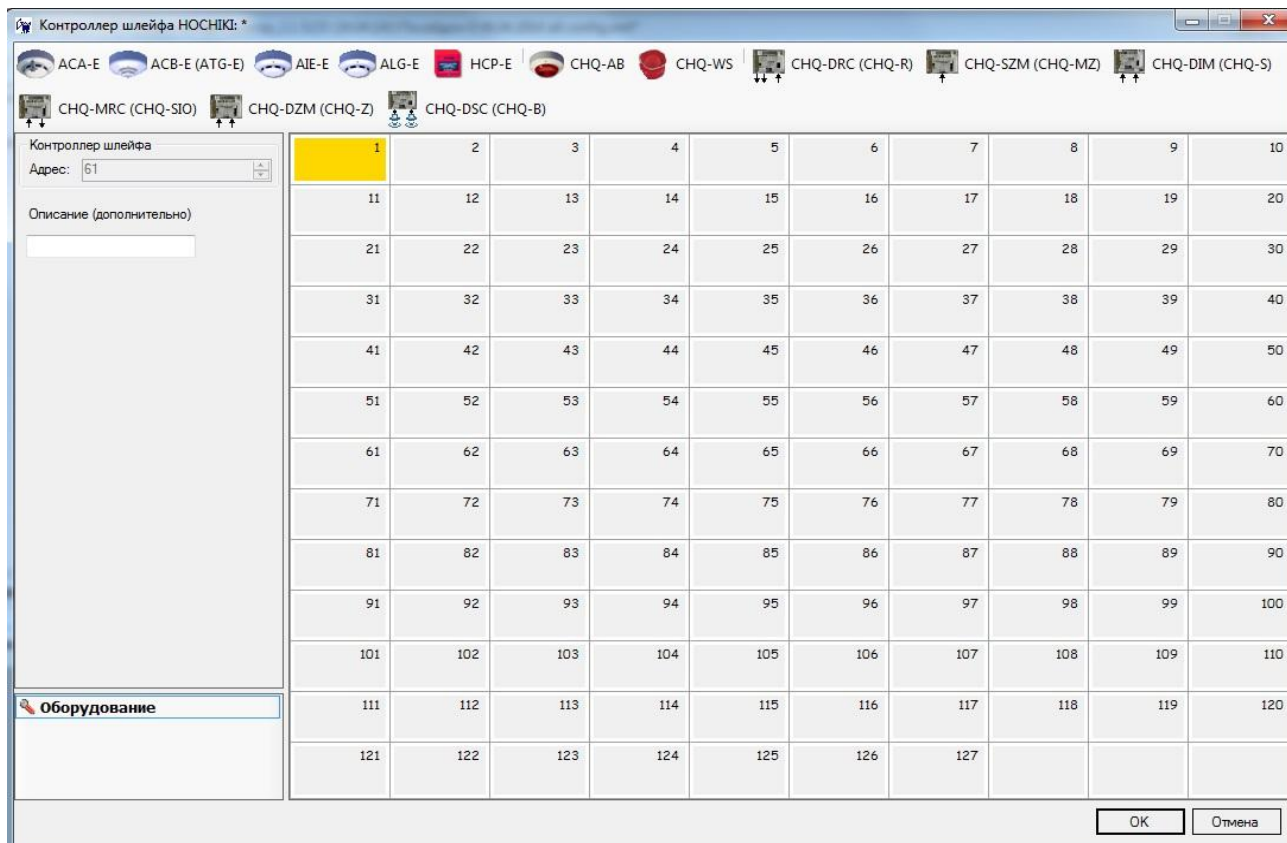 Контроллер шлейфа HOCHIKI: *
ACA-E ACB-E (ATG-E) AIE-E ALG-E HCP-E CHQ-AB CHQ-WS CHQ-DRC (CHQ-R) CHQ-SZM (CHQ-MZ) CHQ-DIM (CHQ-S)
CHQ-MRC (CHQ-SIO) CHQ-DZM (CHQ-Z) CHQ-DSC (CHQ-B)
Контроллер шлейфа
Адрес: 61
Описание (дополнительно)
Оборудование
1 2 3 4 5 6 7 8 9 10
11 12 13 14 15 16 17 18 19 20
21 22 23 24 25 26 27 28 29 30
31 32 33 34 35 36 37 38 39 40
41 42 43 44 45 46 47 48 49 50
51 52 53 54 55 56 57 58 59 60
61 62 63 64 65 66 67 68 69 70
71 72 73 74 75 76 77 78 79 80
81 82 83 84 85 86 87 88 89 90
91 92 93 94 95 96 97 98 99 100
101 102 103 104 105 106 107 108 109 110
111 112 113 114 115 116 117 118 119 120
121 122 123 124 125 126 127
OK Отмена